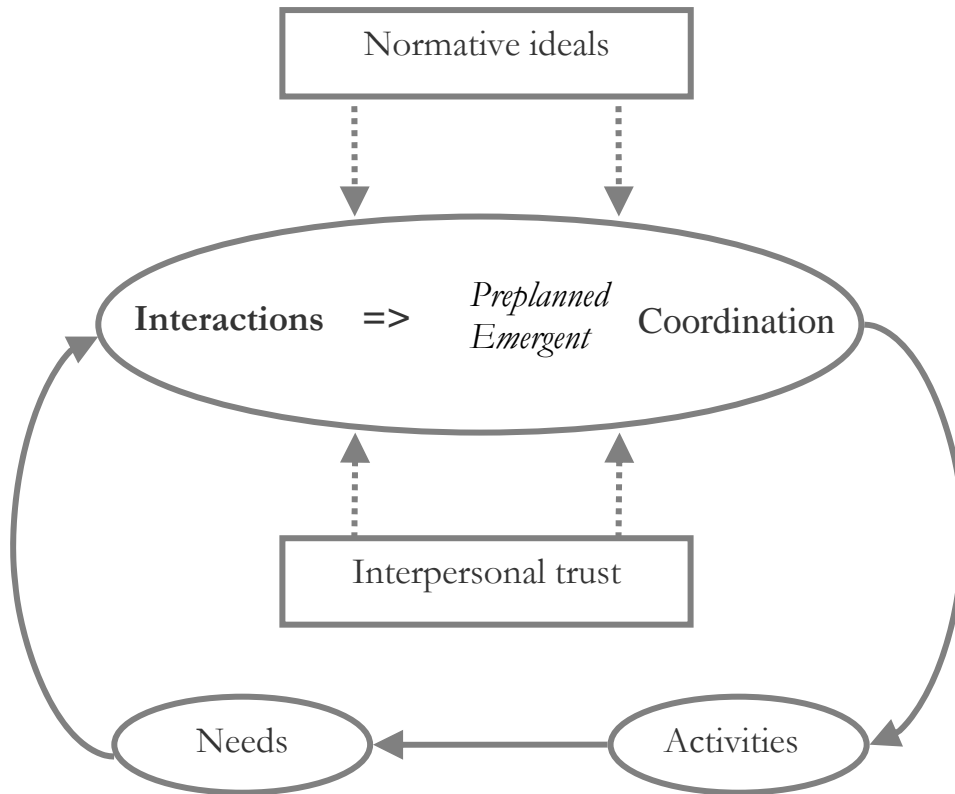 Normative ideals
Interactions => Preplanned Coordination
Emergent
Interpersonal trust
Needs
Activities